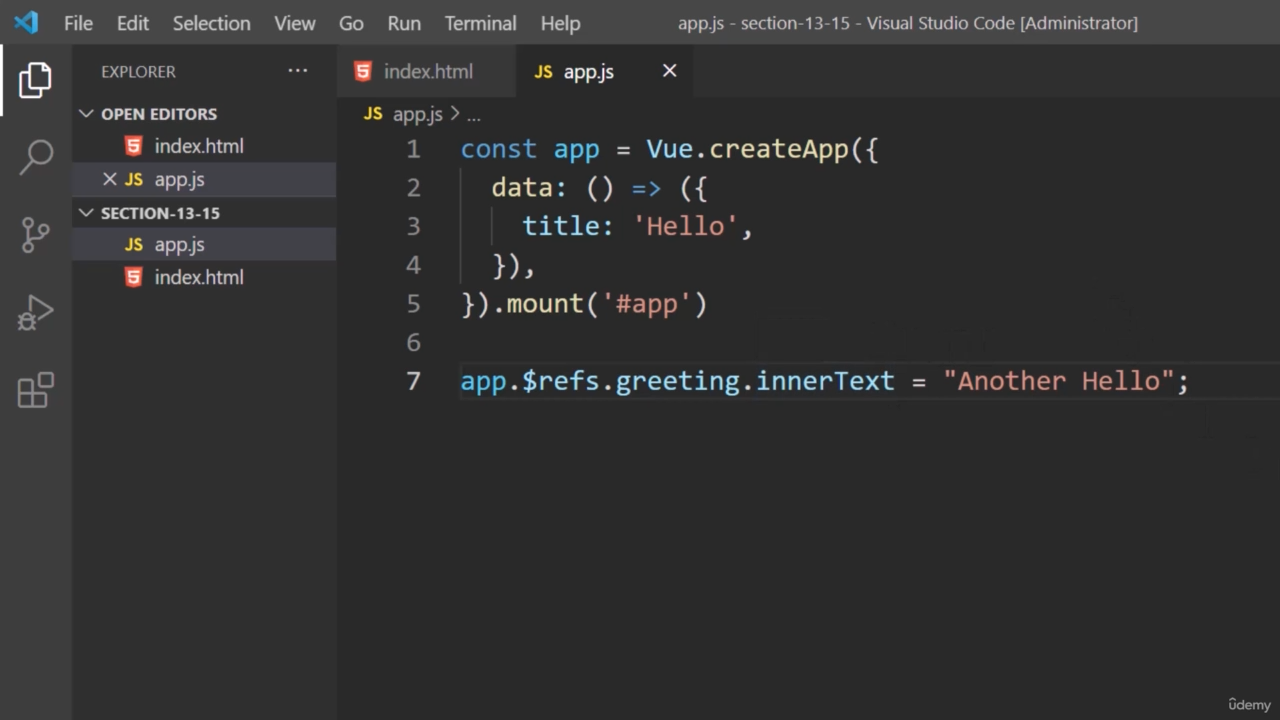 File Edit Selection View Go Run Terminal Help app.js - section-13-15 - Visual Studio Code [Administrator]
EXPLORER ···
OPEN EDITORS
index.html
JS app.js
SECTION-13-15
JS app.js
index.html
index.html JS app.js
JS app.js > ...
1 const app = Vue.createApp({
2 data: () => ({
3 title: 'Hello',
4 }),
5 }).mount('#app')
6
7 app.$refs.greeting.innerText = "Another Hello";
ûdemy